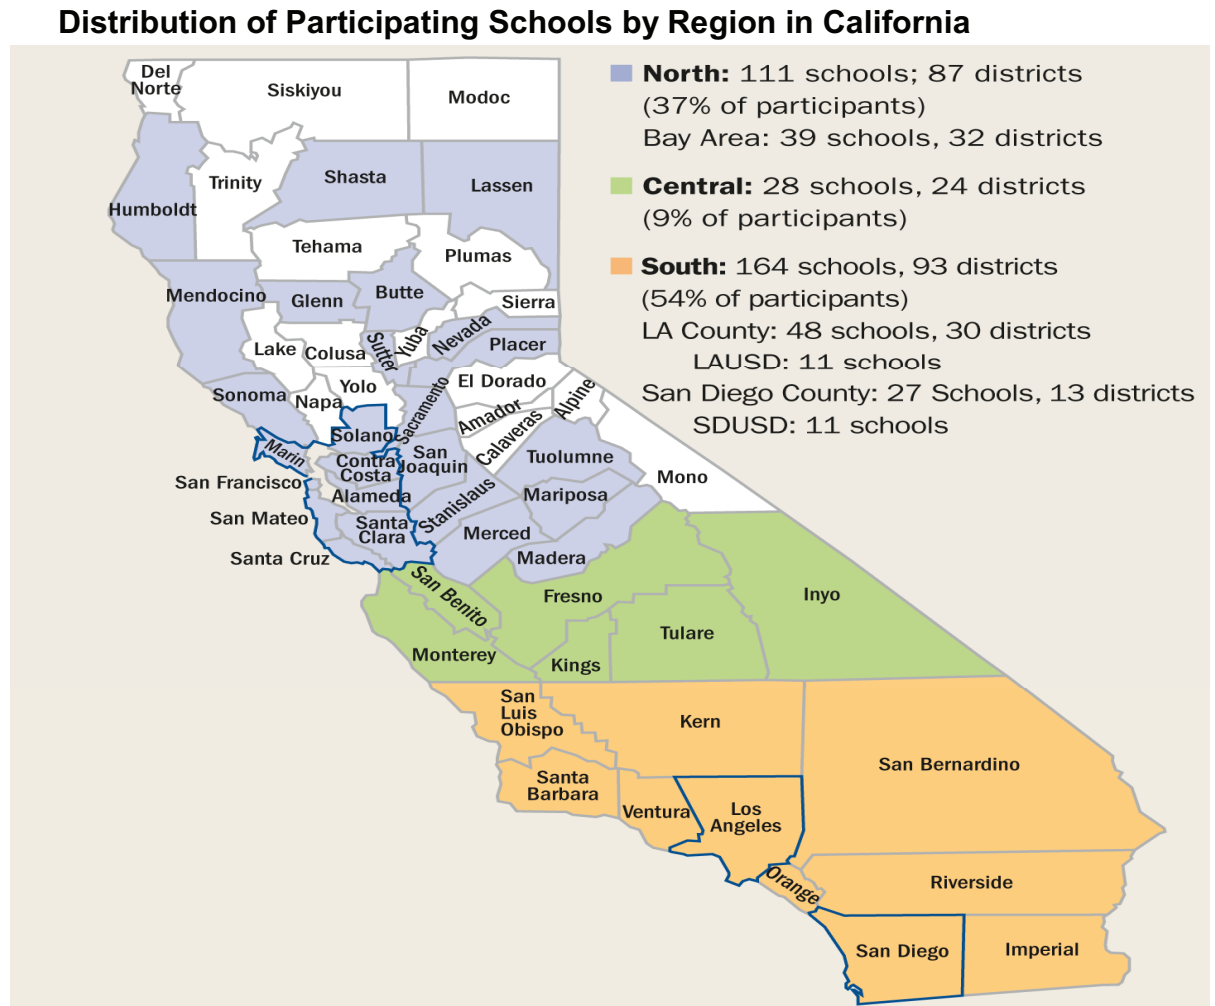 Distribution of Participating Schools by Region in California
North: 111 schools; 87 districts
(37% of participants)
Bay Area: 39 schools, 32 districts
Central: 28 schools, 24 districts
(9% of participants)
South: 164 schools, 93 districts
(54% of participants)
LA County: 48 schools, 30 districts
LAUSD: 11 schools
San Diego County: 27 Schools, 13 districts
SDUSD: 11 schools
Del
Norte
Siskiyou
Modoc
Trinity
Shasta
Lassen
Humboldt
Tehama
Plumas
Mendocino
Glenn
Butte
Sierra
Lake
Colusa
Sutter
Yuba
Nevada
Placer
Sonoma
Napa
Yolo
Sacramento
El Dorado
Amador
Alpine
Calaveras
Solano
Marin
Contra
Costa
San
Joaquin
Tuolumne
Mono
San Francisco
Alameda
Stanislaus
Mariposa
San Mateo
Santa
Clara
Merced
Santa Cruz
Madera
San Benito
Fresno
Inyo
Monterey
Kings
Tulare
San
Luis
Obispo
Kern
San Bernardino
Santa
Barbara
Ventura
Los
Angeles
Orange
Riverside
San Diego
Imperial